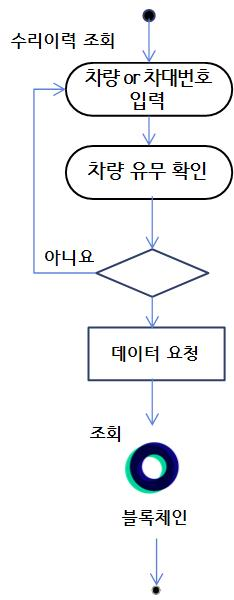 수리이력 조회
차량 or 차대번호
입력
차량 유무 확인
아니요
데이터 요청
조회
블록체인